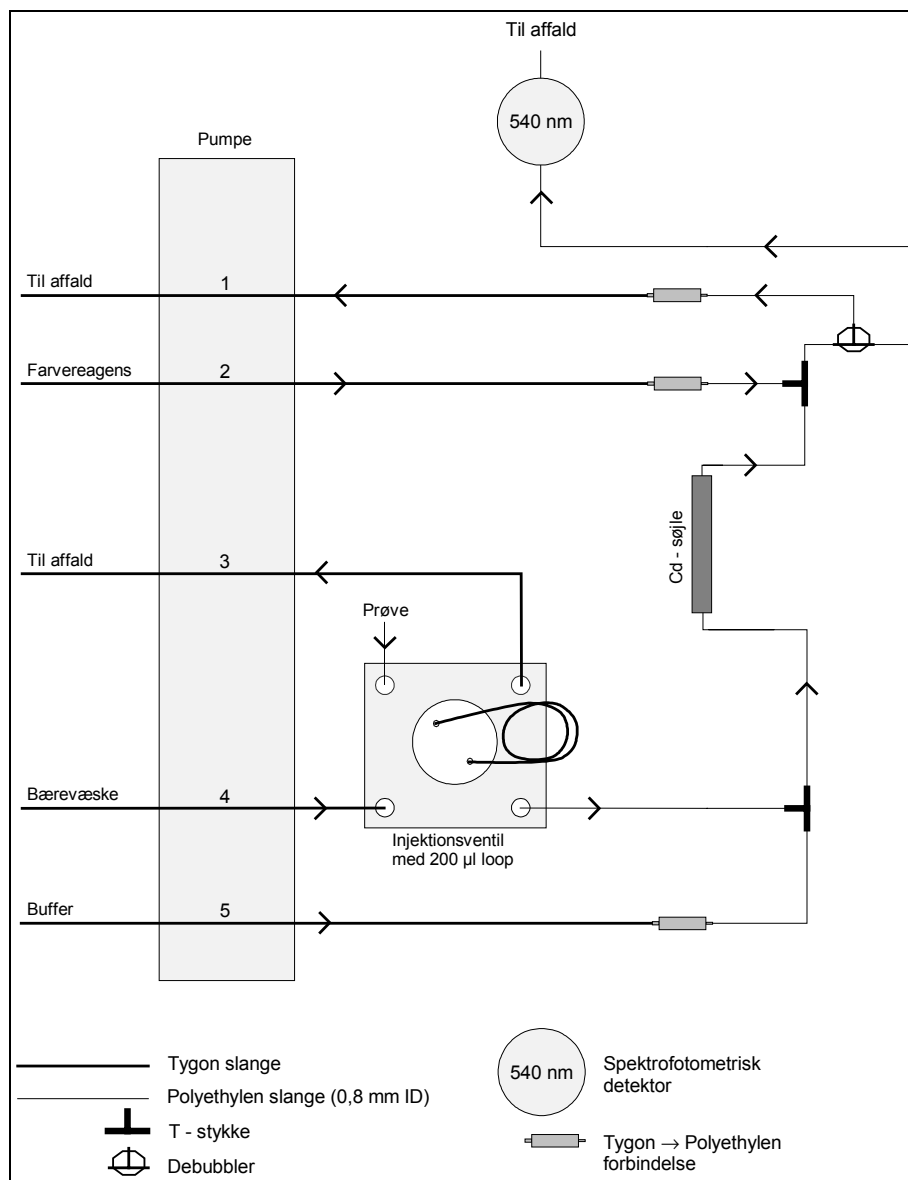 Til affald
540 nm
Pumpe
Til affald
1
Farvereagens
2
Cd - søjle
Til affald
3
Prøve
Bærevæske
4
Injektionsventil
med 200 µl loop
Buffer
5
Tygon slange
Polyethylen slange (0,8 mm ID)
T - stykke
Debubbler
540 nm
Spektrofotometrisk
detektor
Tygon → Polyethylen
forbindelse